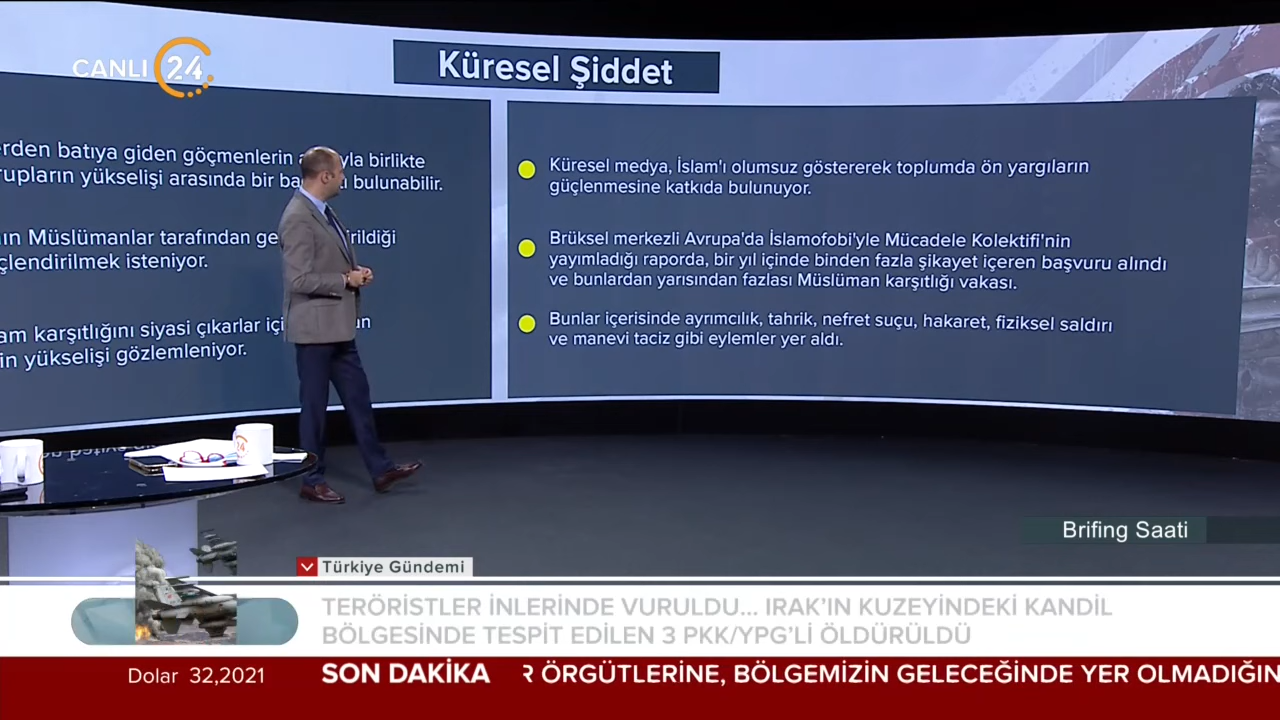 CANLI 24
Küresel Şiddet
erden batıya giden göçmenlerin
yla birlikte
rupların yükselişi arasında bir
bulunabilir.
ın Müslümanlar tarafından
irildiği
çlendirilmek isteniyor.
am karşıtlığını siyasi çıkarlar
an
in yükselişi gözlemleniyor.
Küresel medya, İslam'ı olumsuz göstererek toplumda ön yargıların
güçlenmesine katkıda bulunuyor.
Brüksel merkezli Avrupa'da İslamofobi'yle Mücadele Kolektifi'nin
yayımladığı raporda, bir yıl içinde binden fazla şikayet içeren başvuru alındı
ve bunlardan yarısından fazlası Müslüman karşıtlığı vakası.
Bunlar içerisinde ayrımcılık, tahrik, nefret suçu, hakaret, fiziksel saldırı
ve manevi taciz gibi eylemler yer aldı.
24
Brifing Saati
Türkiye Gündemi
TERÖRİSTLER İNLERİNDE VURULDU... IRAK'IN KUZEYİNDEKİ KANDİL
BÖLGESİNDE TESPİT EDİLEN 3 PKK/YPG'Lİ ÖLDÜRÜLDÜ
Dolar 32,2021
SON DAKİKA
R ÖRGÜTLERİNE, BÖLGEMİZİN GELECEĞİNDE YER OLMADIĞIN